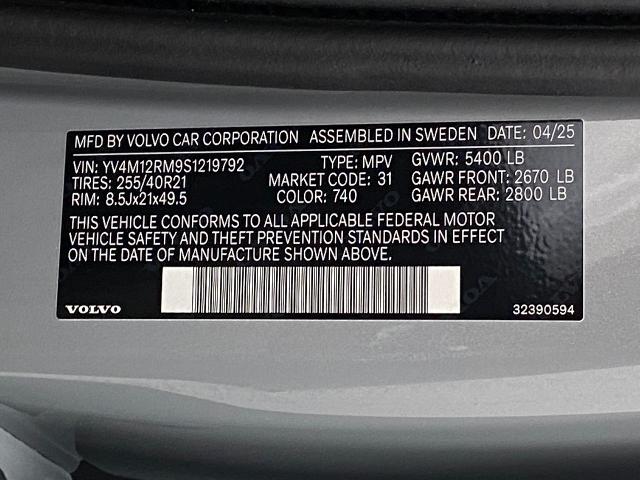 MFD BY VOLVO CAR CORPORATION ASSEMBLED IN SWEDEN DATE: 04/25
VIN: YV4M12RM9S1219792 TYPE: MPV GVWR: 5400 LB
TIRES: 255/40R21 MARKET CODE: 31 GAWR FRONT: 2670 LB
RIM: 8.5Jx21x49.5 COLOR: 740 GAWR REAR: 2800 LB
THIS VEHICLE CONFORMS TO ALL APPLICABLE FEDERAL MOTOR
VEHICLE SAFETY AND THEFT PREVENTION STANDARDS IN EFFECT
ON THE DATE OF MANUFACTURE SHOWN ABOVE.
VOLVO 32390594